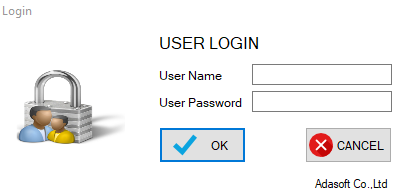 Login
USER LOGIN
User Name
User Password
OK
CANCEL
Adasoft Co.,Ltd